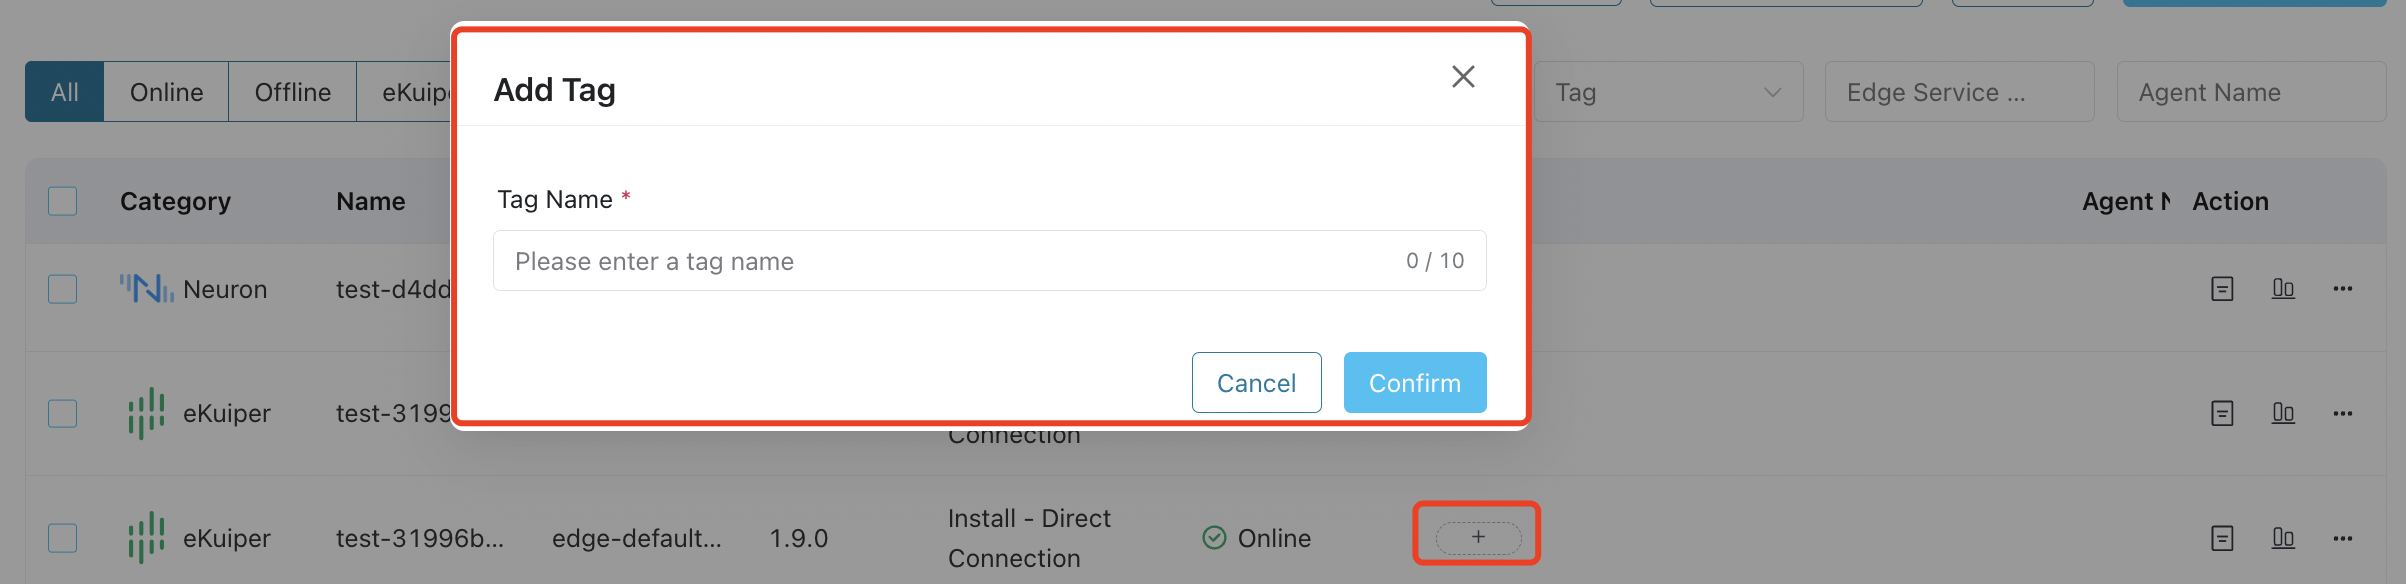 Add Tag
All
Online
Offline
Tag
Edge Service ...
Agent Name
Tag Name *
Category
Name
Action
Please enter a tag name
0 / 10
Neuron
test-d4dd
Cancel
Confirm
eKuiper
test-3199
Connection
eKuiper
test-31996b...
edge-default...
1.9.0
Install - Direct
Connection
Online
+